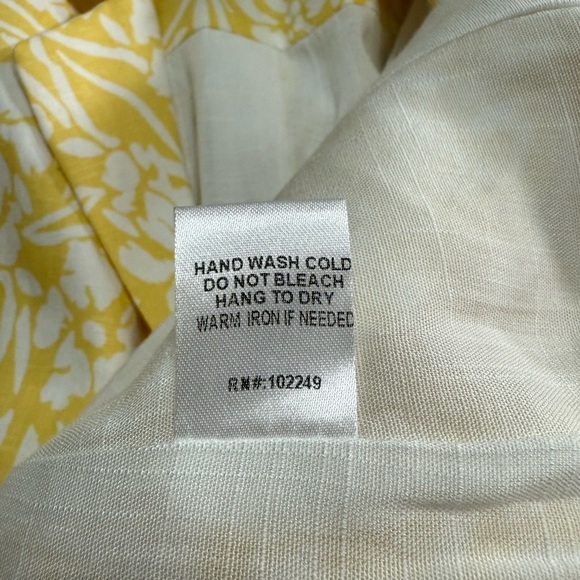 HAND WASH COLD
DO NOT BLEACH
HANG TO DRY
WARM IRON IF NEEDED
RN#:102249